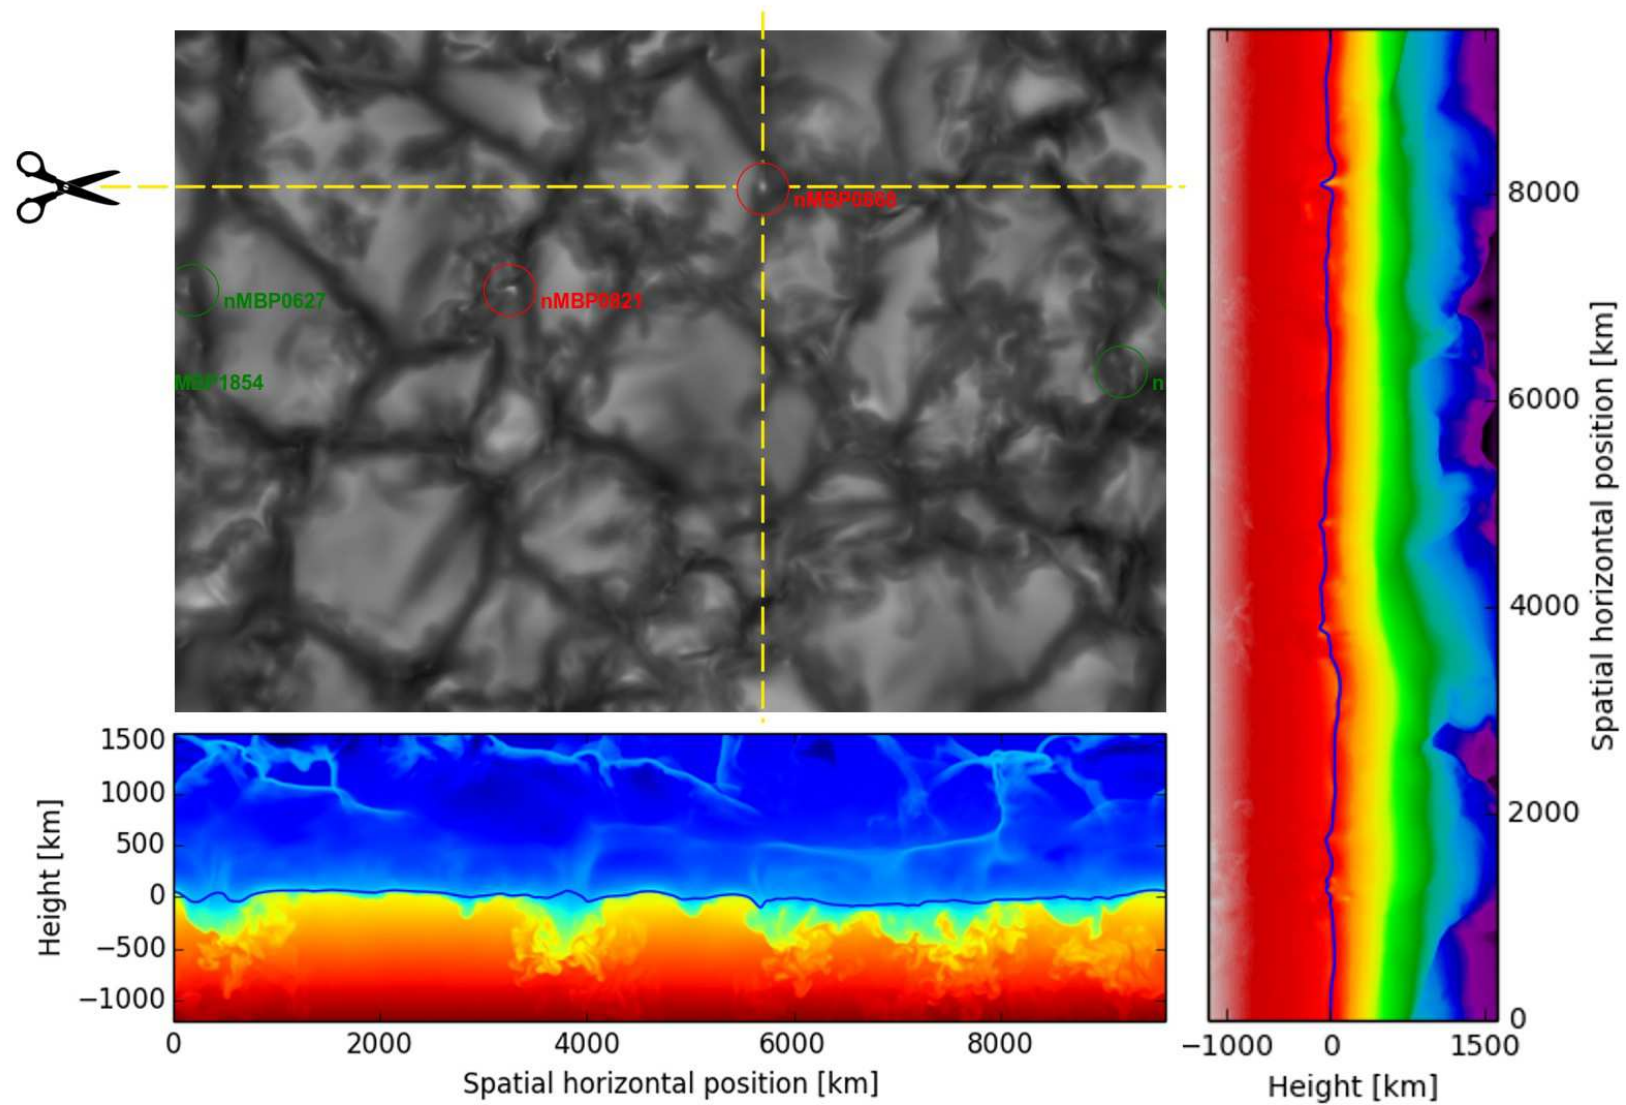 nMBP0868
nMBP0627
nMBP0821
MBP1854
n
1500
1000
500
0
−500
−1000
Height [km]
0
2000
4000
6000
8000
Spatial horizontal position [km]
8000
6000
4000
2000
0
Spatial horizontal position [km]
−1000
0
1500
Height [km]